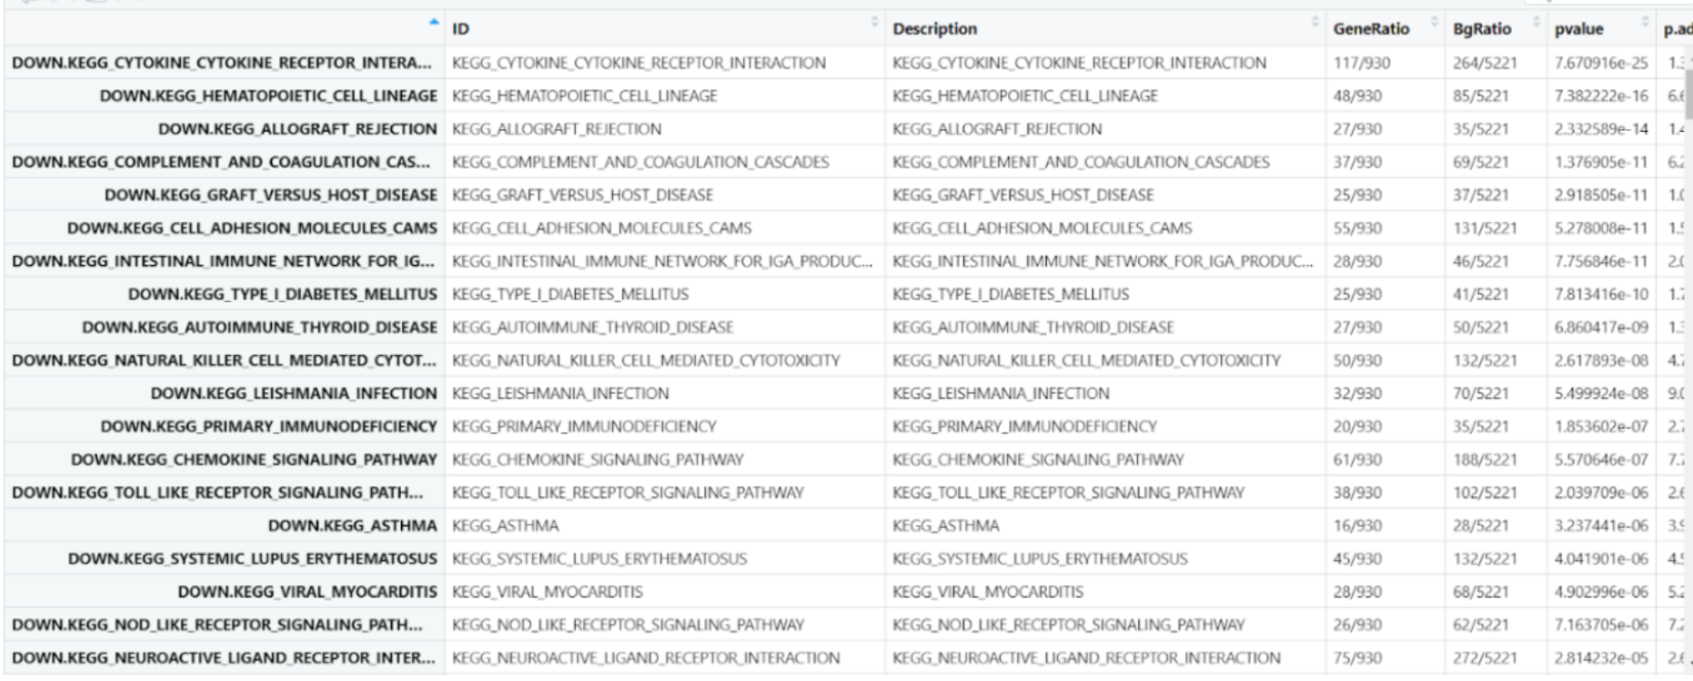 ID Description GeneRatio BgRatio pvalue p.ad
DOWN.KEGG_CYTOKINE_CYTOKINE_RECEPTOR_INTERA... KEGG_CYTOKINE_CYTOKINE_RECEPTOR_INTERACTION KEGG_CYTOKINE_CYTOKINE_RECEPTOR_INTERACTION 117/930 264/5221 7.670916e-25 1.3
DOWN.KEGG_HEMATOPOIETIC_CELL_LINEAGE KEGG_HEMATOPOIETIC_CELL_LINEAGE KEGG_HEMATOPOIETIC_CELL_LINEAGE 48/930 85/5221 7.382222e-16 6.6
DOWN.KEGG_ALLOGRAFT_REJECTION KEGG_ALLOGRAFT_REJECTION KEGG_ALLOGRAFT_REJECTION 27/930 35/5221 2.332589e-14 1.4
DOWN.KEGG_COMPLEMENT_AND_COAGULATION_CAS... KEGG_COMPLEMENT_AND_COAGULATION_CASCADES KEGG_COMPLEMENT_AND_COAGULATION_CASCADES 37/930 69/5221 1.376905e-11 6.2
DOWN.KEGG_GRAFT_VERSUS_HOST_DISEASE KEGG_GRAFT_VERSUS_HOST_DISEASE KEGG_GRAFT_VERSUS_HOST_DISEASE 25/930 37/5221 2.918505e-11 1.0
DOWN.KEGG_CELL_ADHESION_MOLECULES_CAMS KEGG_CELL_ADHESION_MOLECULES_CAMS KEGG_CELL_ADHESION_MOLECULES_CAMS 55/930 131/5221 5.278008e-11 1.5
DOWN.KEGG_INTESTINAL_IMMUNE_NETWORK_FOR_IG... KEGG_INTESTINAL_IMMUNE_NETWORK_FOR_IGA_PRODUC... KEGG_INTESTINAL_IMMUNE_NETWORK_FOR_IGA_PRODUC... 28/930 46/5221 7.756846e-11 2.0
DOWN.KEGG_TYPE_I_DIABETES_MELLITUS KEGG_TYPE_I_DIABETES_MELLITUS KEGG_TYPE_I_DIABETES_MELLITUS 25/930 41/5221 7.813416e-10 1.7
DOWN.KEGG_AUTOIMMUNE_THYROID_DISEASE KEGG_AUTOIMMUNE_THYROID_DISEASE KEGG_AUTOIMMUNE_THYROID_DISEASE 27/930 50/5221 6.860417e-09 1.3
DOWN.KEGG_NATURAL_KILLER_CELL_MEDIATED_CYTOT... KEGG_NATURAL_KILLER_CELL_MEDIATED_CYTOTOXICITY KEGG_NATURAL_KILLER_CELL_MEDIATED_CYTOTOXICITY 50/930 132/5221 2.617893e-08 4.7
DOWN.KEGG_LEISHMANIA_INFECTION KEGG_LEISHMANIA_INFECTION KEGG_LEISHMANIA_INFECTION 32/930 70/5221 5.499924e-08 9.0
DOWN.KEGG_PRIMARY_IMMUNODEFICIENCY KEGG_PRIMARY_IMMUNODEFICIENCY KEGG_PRIMARY_IMMUNODEFICIENCY 20/930 35/5221 1.853602e-07 2.7
DOWN.KEGG_CHEMOKINE_SIGNALING_PATHWAY KEGG_CHEMOKINE_SIGNALING_PATHWAY KEGG_CHEMOKINE_SIGNALING_PATHWAY 61/930 188/5221 5.570646e-07 7.7
DOWN.KEGG_TOLL_LIKE_RECEPTOR_SIGNALING_PATH... KEGG_TOLL_LIKE_RECEPTOR_SIGNALING_PATHWAY KEGG_TOLL_LIKE_RECEPTOR_SIGNALING_PATHWAY 38/930 102/5221 2.039709e-06 2.6
DOWN.KEGG_ASTHMA KEGG_ASTHMA KEGG_ASTHMA 16/930 28/5221 3.237441e-06 3.9
DOWN.KEGG_SYSTEMIC_LUPUS_ERYTHEMATOSUS KEGG_SYSTEMIC_LUPUS_ERYTHEMATOSUS KEGG_SYSTEMIC_LUPUS_ERYTHEMATOSUS 45/930 132/5221 4.041901e-06 4.5
DOWN.KEGG_VIRAL_MYOCARDITIS KEGG_VIRAL_MYOCARDITIS KEGG_VIRAL_MYOCARDITIS 28/930 68/5221 4.902996e-06 5.2
DOWN.KEGG_NOD_LIKE_RECEPTOR_SIGNALING_PATH... KEGG_NOD_LIKE_RECEPTOR_SIGNALING_PATHWAY KEGG_NOD_LIKE_RECEPTOR_SIGNALING_PATHWAY 26/930 62/5221 7.163705e-06 7.2
DOWN.KEGG_NEUROACTIVE_LIGAND_RECEPTOR_INTER... KEGG_NEUROACTIVE_LIGAND_RECEPTOR_INTERACTION KEGG_NEUROACTIVE_LIGAND_RECEPTOR_INTERACTION 75/930 272/5221 2.814232e-05 2.6